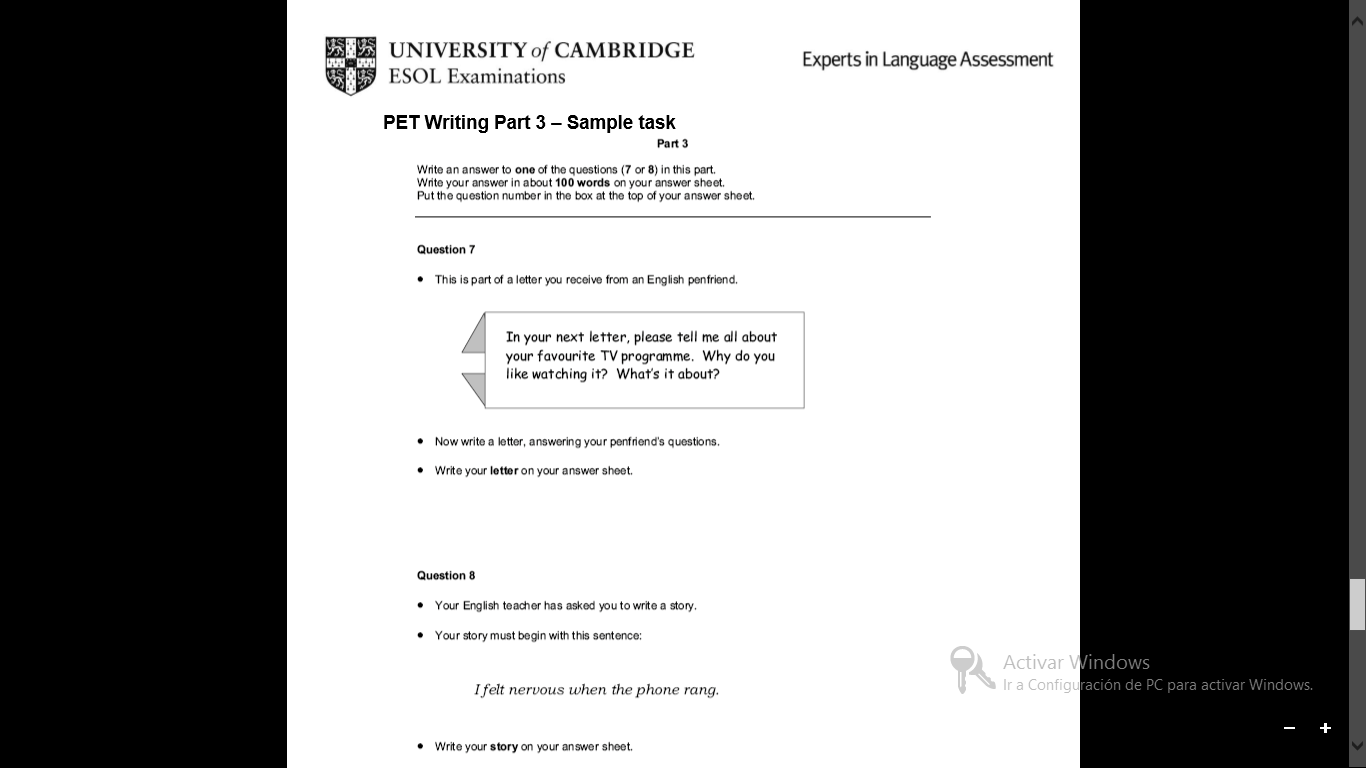 UNIVERSITY of CAMBRIDGE
ESOL Examinations
Experts in Language Assessment
PET Writing Part 3 – Sample task
Part 3
Write an answer to one of the questions (7 or 8) in this part.
Write your answer in about 100 words on your answer sheet.
Put the question number in the box at the top of your answer sheet.
Question 7
• This is part of a letter you receive from an English penfriend.
In your next letter, please tell me all about
your favourite TV programme. Why do you
like watching it? What's it about?
• Now write a letter, answering your penfriend's questions.
• Write your letter on your answer sheet.
Question 8
• Your English teacher has asked you to write a story.
• Your story must begin with this sentence:
I felt nervous when the phone rang.
• Write your story on your answer sheet.
Activar Windows
Ir a Configuración de PC para activar Windows.